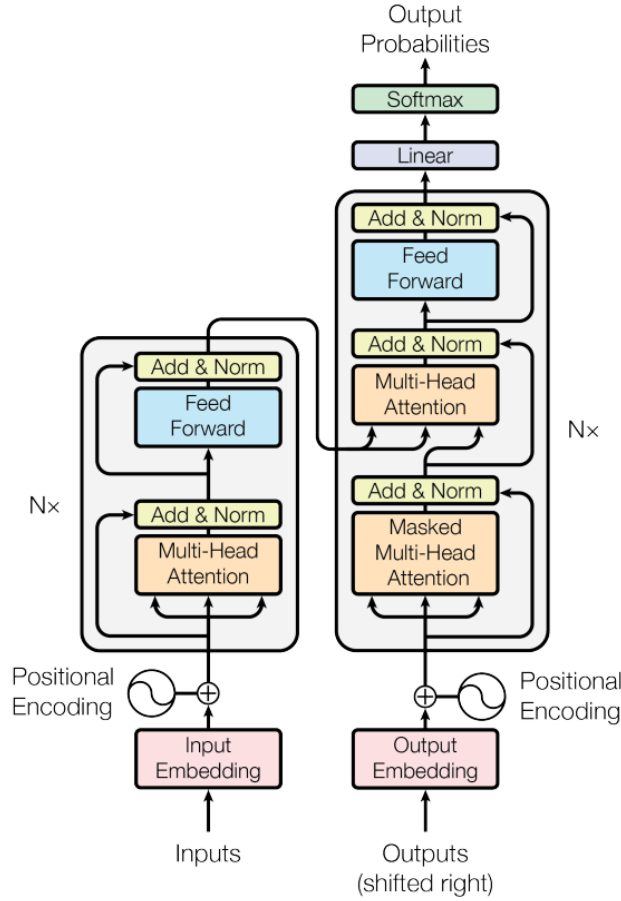 Output
Probabilities
Softmax
Linear
Add & Norm
Feed
Forward
Add & Norm
Multi-Head
Attention
Add & Norm
Masked
Multi-Head
Attention
N×
Add & Norm
Feed
Forward
Add & Norm
Multi-Head
Attention
N×
Positional
Encoding
Positional
Encoding
Input
Embedding
Output
Embedding
Inputs
Outputs
(shifted right)